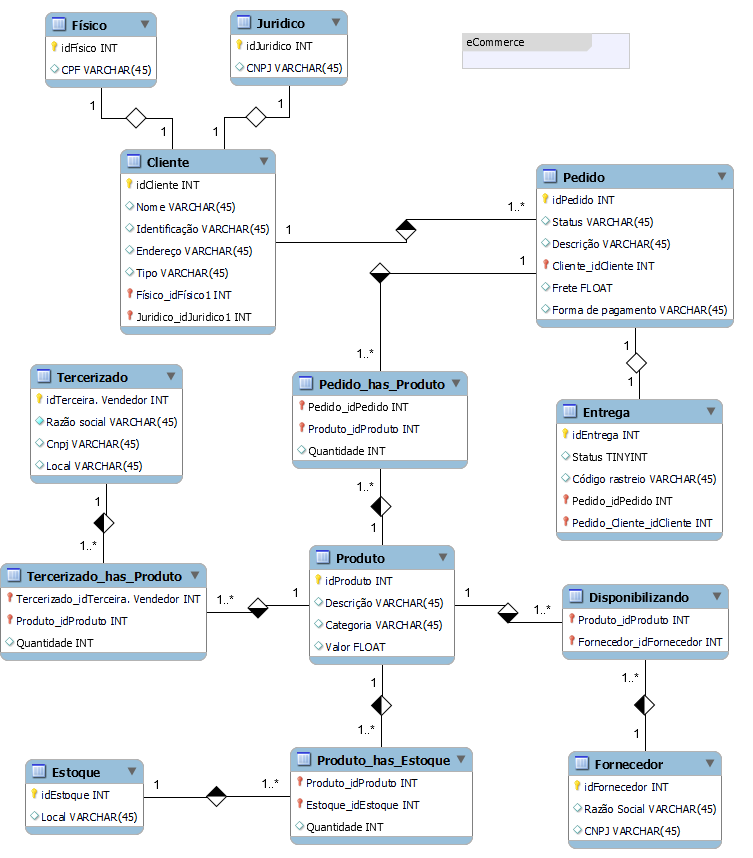 Físico
idFísico INT
CPF VARCHAR(45)
Juridico
idJuridico INT
CNPJ VARCHAR(45)
eCommerce
1
1
1
1
Cliente
idCliente INT
Nome VARCHAR(45)
Identificação VARCHAR(45)
Endereço VARCHAR(45)
Tipo VARCHAR(45)
Físico_idFísico1 INT
Juridico_idJuridico1 INT
1
1..*
1
Pedido
idPedido INT
Status VARCHAR(45)
Descrição VARCHAR(45)
Cliente_idCliente INT
Frete FLOAT
Forma de pagamento VARCHAR(45)
1
1
1..*
Tercerizado
idTerceira. Vendedor INT
Razão social VARCHAR(45)
Cnpj VARCHAR(45)
Local VARCHAR(45)
Pedido_has_Produto
Pedido_idPedido INT
Produto_idProduto INT
Quantidade INT
Entrega
idEntrega INT
Status TINYINT
Código rastreio VARCHAR(45)
Pedido_idPedido INT
Pedido_Cliente_idCliente INT
1
1..*
1..*
1
Tercerizado_has_Produto
Tercerizado_idTerceira. Vendedor INT
Produto_idProduto INT
Quantidade INT
1..*
1
Produto
idProduto INT
Descrição VARCHAR(45)
Categoria VARCHAR(45)
Valor FLOAT
1
1..*
Disponibilizando
Produto_idProduto INT
Fornecedor_idFornecedor INT
1
1..*
1..*
1
Estoque
idEstoque INT
Local VARCHAR(45)
1
1..*
Produto_has_Estoque
Produto_idProduto INT
Estoque_idEstoque INT
Quantidade INT
Fornecedor
idFornecedor INT
Razão Social VARCHAR(45)
CNPJ VARCHAR(45)